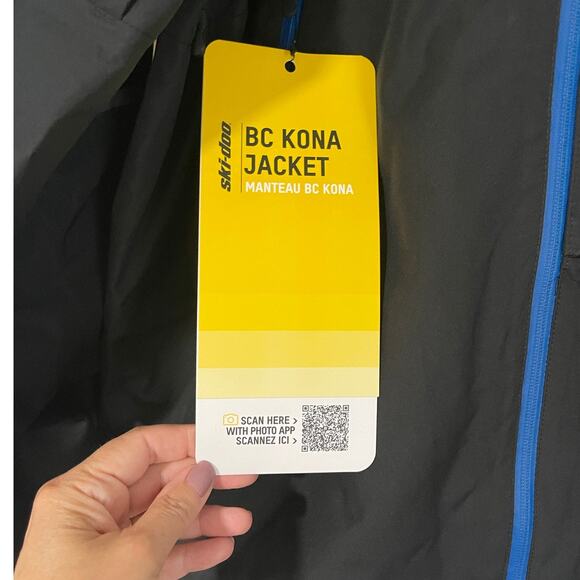 ski-doo
BC KONA
JACKET
MANTEAU BC KONA
SCAN HERE >
WITH PHOTO APP
SCANNEZ ICI >